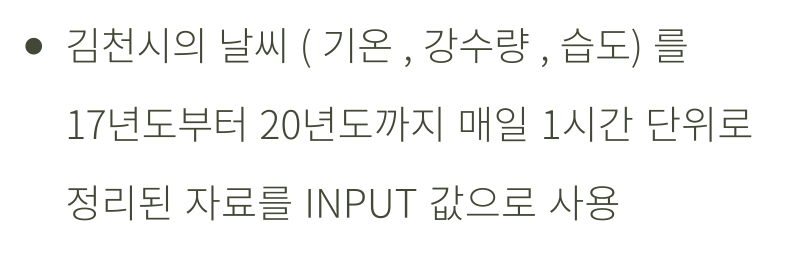 ● 김천시의 날씨 ( 기온 , 강수량 , 습도) 를
17년도부터 20년도까지 매일 1시간 단위로
정리된 자료를 INPUT 값으로 사용